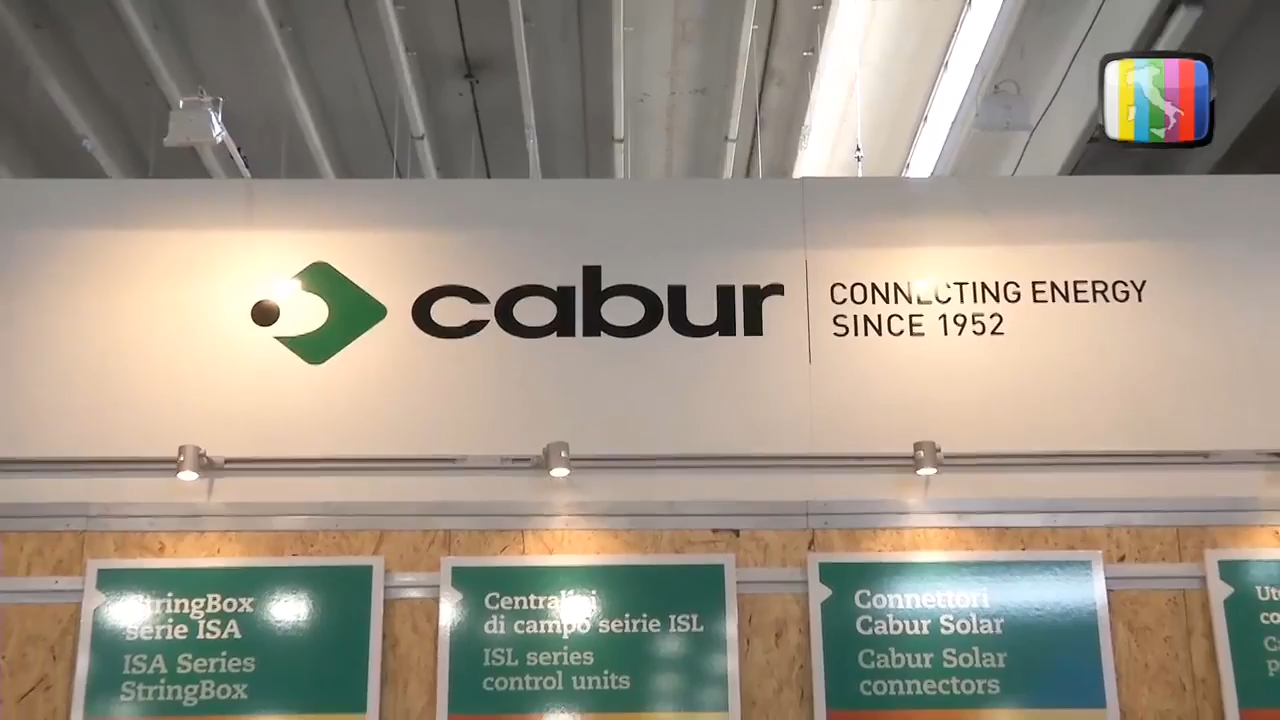 cabur
CONNECTING ENERGY
SINCE 1952
StringBox
serie ISA
ISA Series
StringBox
Centralini
di campo seirie ISL
ISL series
control units
Connettori
Cabur Solar
Cabur Solar
connectors